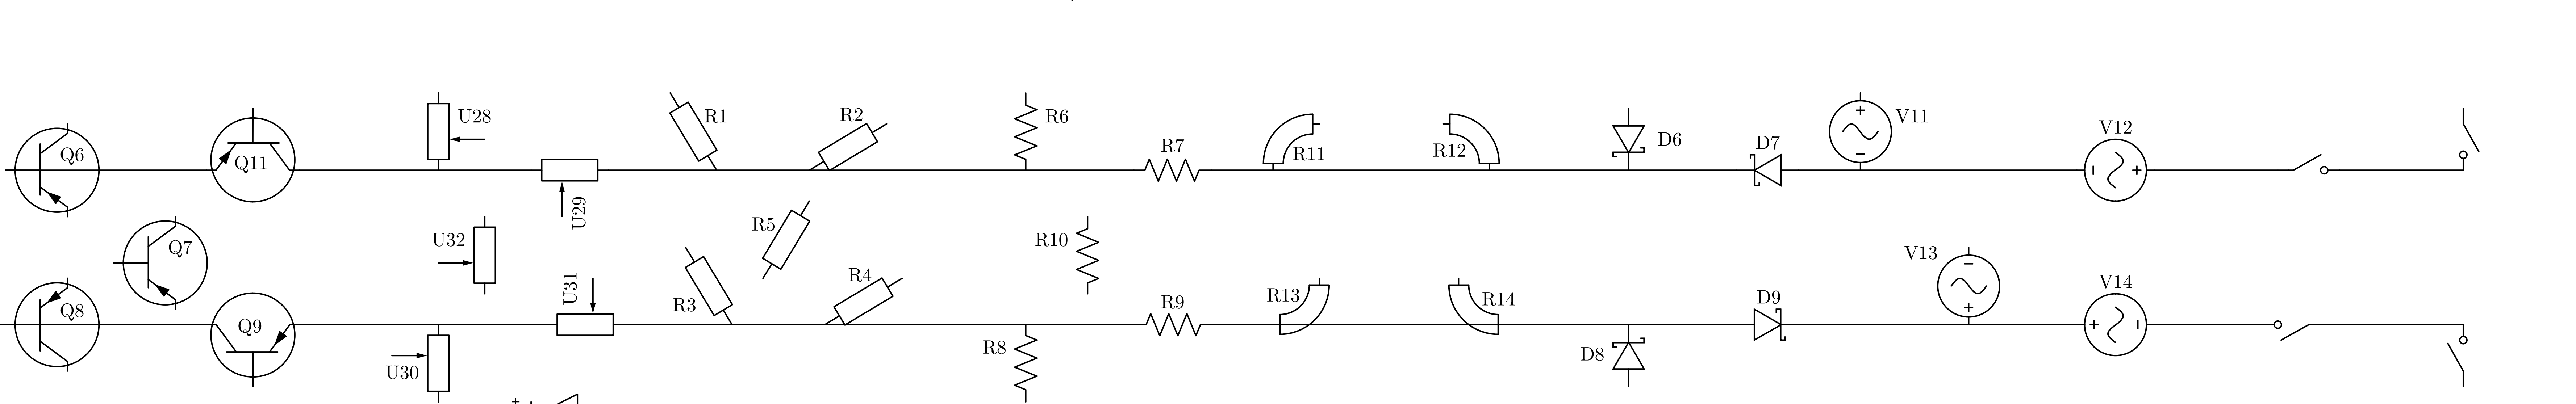 Q6
Q11
U28
U29
R1
R2
R6
R7
R11
R12
D6
D7
+
V11
−
V12
−
+
Q7
U32
R5
R10
V13
−
+
Q8
Q9
U30
U31
R3
R4
R8
R9
R13
R14
D8
D9
V14
+
−
+